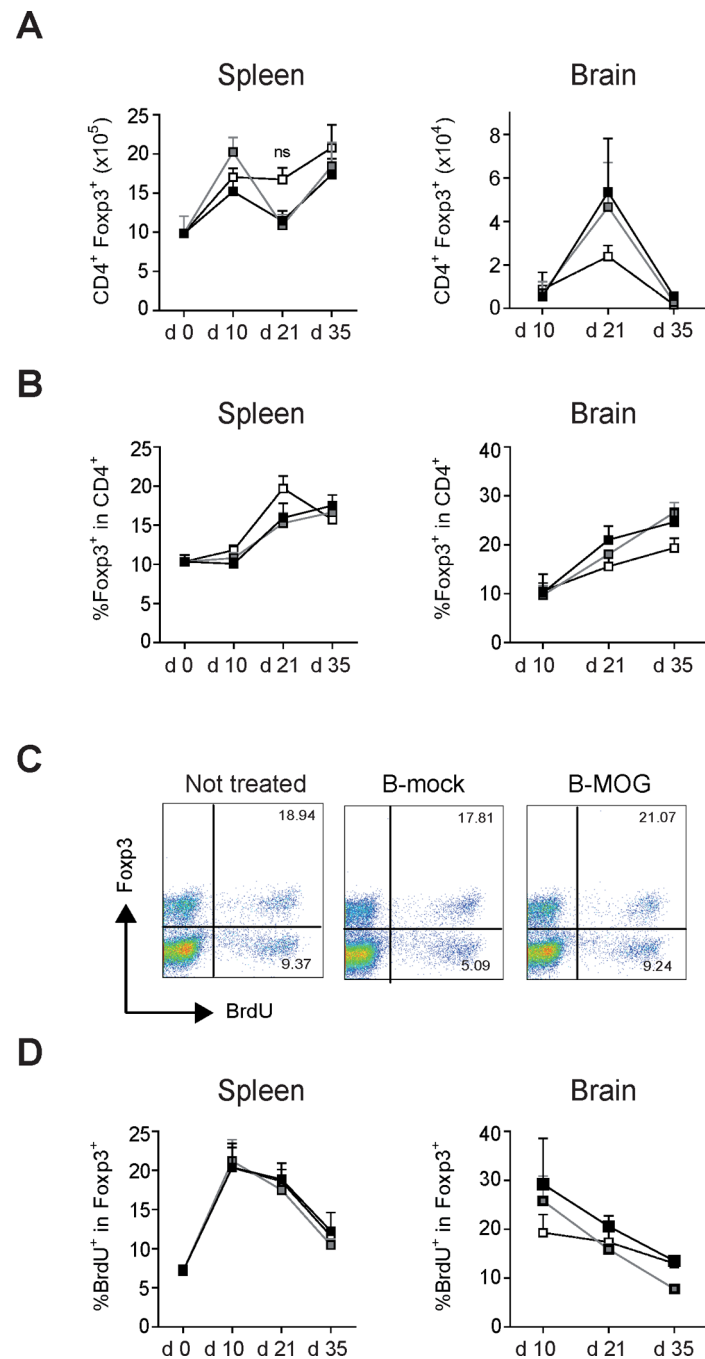 A
Spleen
Brain
CD4⁺ Foxp3⁺ (x10⁵)
25
20
15
10
5
0
ns
d 0 d 10 d 21 d 35
CD4⁺ Foxp3⁺ (x10⁴)
8
6
4
2
0
d 10 d 21 d 35
B
Spleen
Brain
%Foxp3⁺ in CD4⁺
25
20
15
10
5
0
d 0 d 10 d 21 d 35
%Foxp3⁺ in CD4⁺
40
30
20
10
0
d 10 d 21 d 35
C
Not treated
B-mock
B-MOG
18.94
17.81
21.07
Foxp3
9.37
5.09
9.24
BrdU
D
Spleen
Brain
%BrdU⁺ in Foxp3⁺
25
20
15
10
5
0
d 0 d 10 d 21 d 35
%BrdU⁺ in Foxp3⁺
40
30
20
10
0
d 10 d 21 d 35